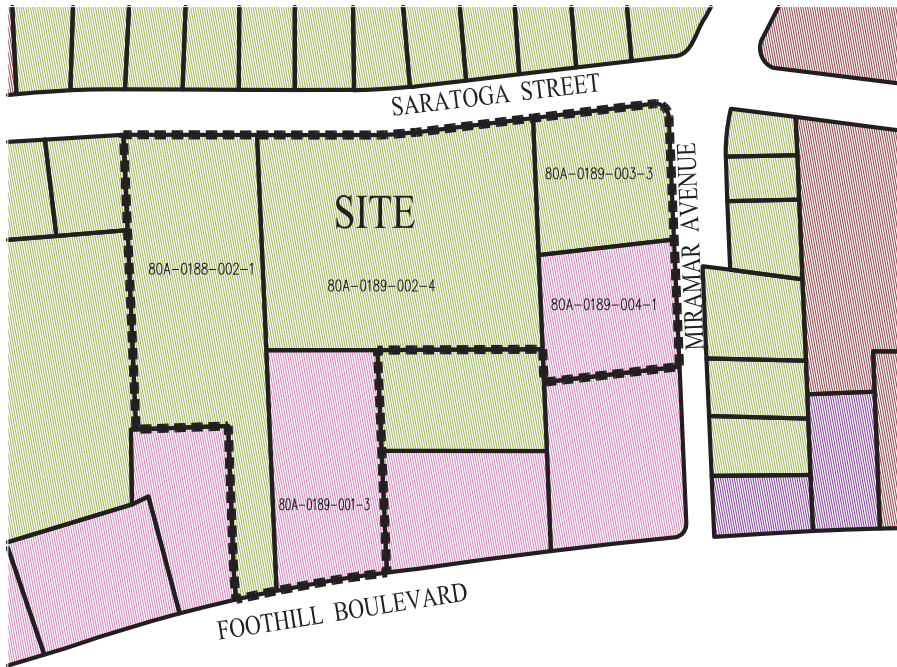 SARATOGA STREET
80A-0189-003-3
MIRAMAR AVENUE
SITE
80A-0188-002-1
80A-0189-002-4
80A-0189-004-1
80A-0189-001-3
FOOTHILL BOULEVARD